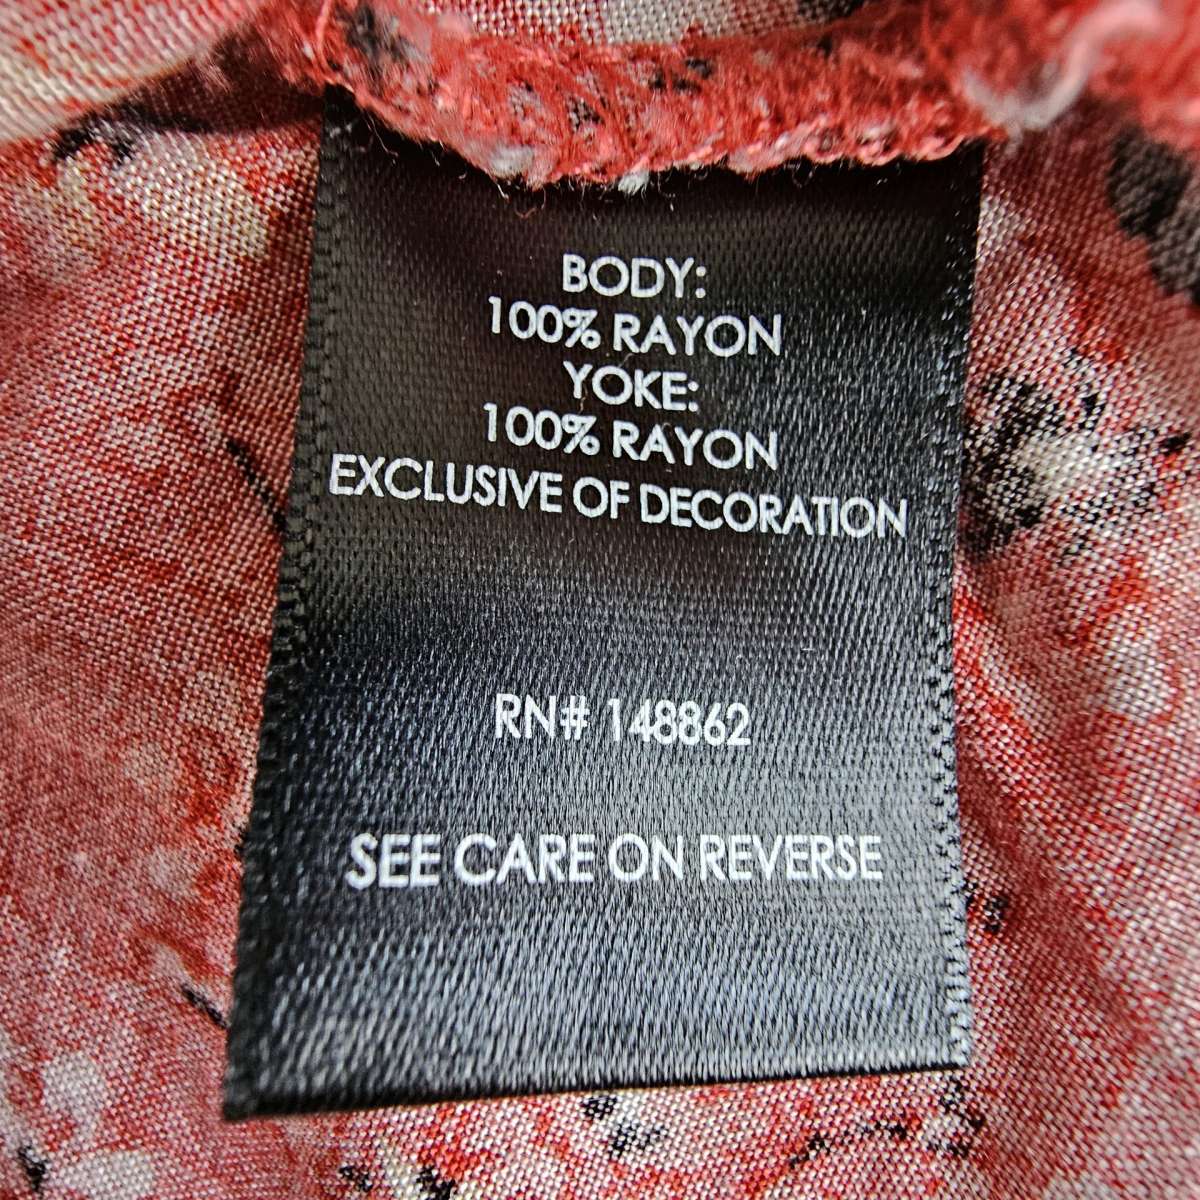 BODY:
100% RAYON
YOKE:
100% RAYON
EXCLUSIVE OF DECORATION
RN# 148862
SEE CARE ON REVERSE